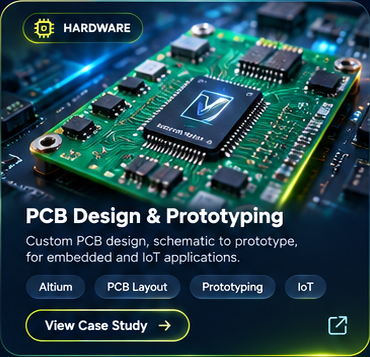 HARDWARE
PCB Design & Prototyping
Custom PCB design, schematic to prototype,
for embedded and IoT applications.
Altium
PCB Layout
Prototyping
IoT
View Case Study →